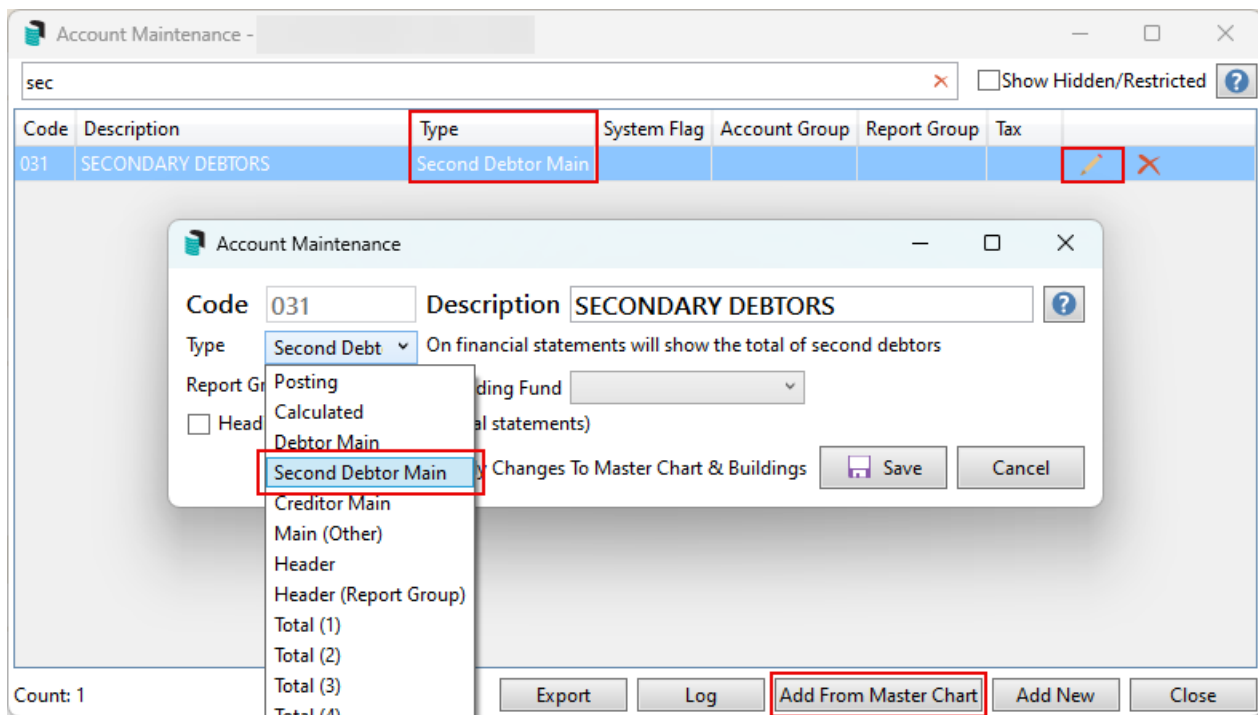 Account Maintenance -
sec
Show Hidden/Restricted
Code Description Type System Flag Account Group Report Group Tax
031 SECONDARY DEBTORS Second Debtor Main
Account Maintenance
Code 031 Description SECONDARY DEBTORS
Type Second Debt On financial statements will show the total of second debtors
Report Gr ding Fund
Head al statements)
y Changes To Master Chart & Buildings Save Cancel
Posting
Calculated
Debtor Main
Second Debtor Main
Creditor Main
Main (Other)
Header
Header (Report Group)
Total (1)
Total (2)
Total (3)
Total (4)
Count: 1 Export Log Add From Master Chart Add New Close